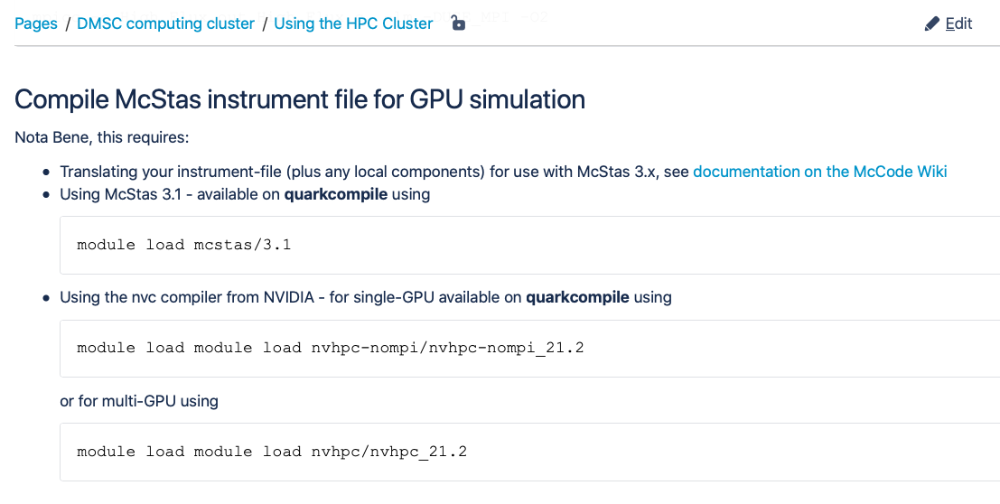 Pages / DMSC computing cluster / Using the HPC Cluster
Edit
Compile McStas instrument file for GPU simulation
Nota Bene, this requires:
• Translating your instrument-file (plus any local components) for use with McStas 3.x, see documentation on the McCode Wiki
• Using McStas 3.1 - available on quarkcompile using
module load mcstas/3.1
• Using the nvc compiler from NVIDIA - for single-GPU available on quarkcompile using
module load module load nvhpc-nompi/nvhpc-nompi_21.2
or for multi-GPU using
module load module load nvhpc/nvhpc_21.2